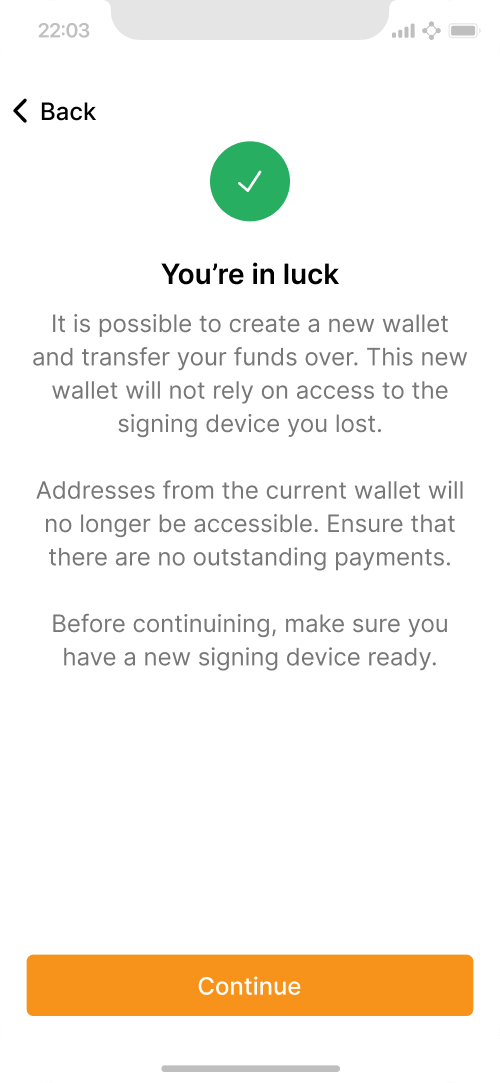 22:03
Back
You’re in luck
It is possible to create a new wallet
and transfer your funds over. This new
wallet will not rely on access to the
signing device you lost.
Addresses from the current wallet will
no longer be accessible. Ensure that
there are no outstanding payments.
Before continuining, make sure you
have a new signing device ready.
Continue